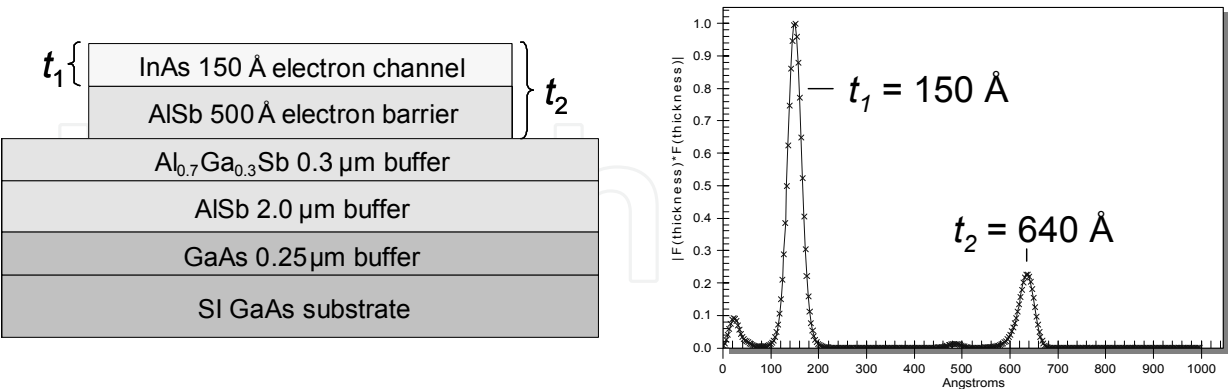 t₁
InAs 150 Å electron channel
AlSb 500 Å electron barrier
t₂
Al₀.₇Ga₀.₃Sb 0.3 µm buffer
AlSb 2.0 µm buffer
GaAs 0.25µm buffer
SI GaAs substrate
|F(thickness)*F(thickness)|
1.0
0.9
0.8
0.7
0.6
0.5
0.4
0.3
0.2
0.1
0.0
t₁ = 150 Å
t₂ = 640 Å
0 100 200 300 400 500 600 700 800 900 1000
Angstroms